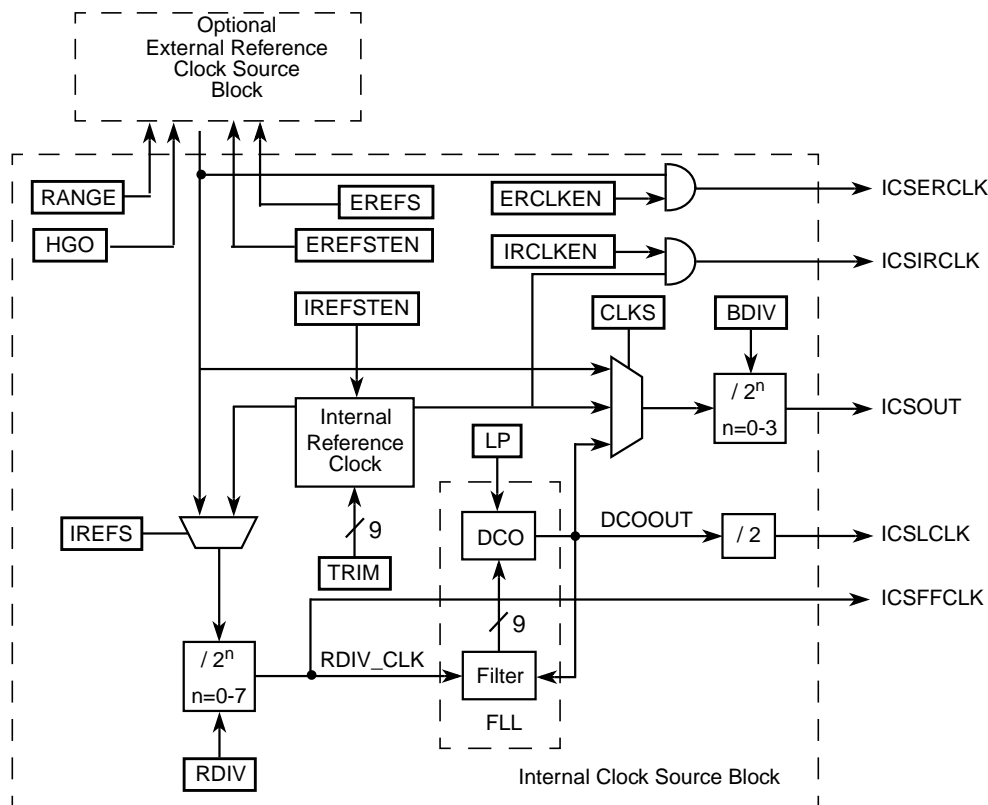 Optional
External Reference
Clock Source
Block
RANGE
HGO
EREFS
EREFSTEN
ERCLKEN
ICSERCLK
IRCLKEN
ICSIRCLK
IREFSTEN
CLKS
BDIV
Internal
Reference
Clock
/ 2n
n=0-3
ICSOUT
LP
IREFS
9
TRIM
DCO
DCOOUT
/ 2
ICSLCLK
ICSFFCLK
9
/ 2n
n=0-7
RDIV_CLK
Filter
FLL
RDIV
Internal Clock Source Block